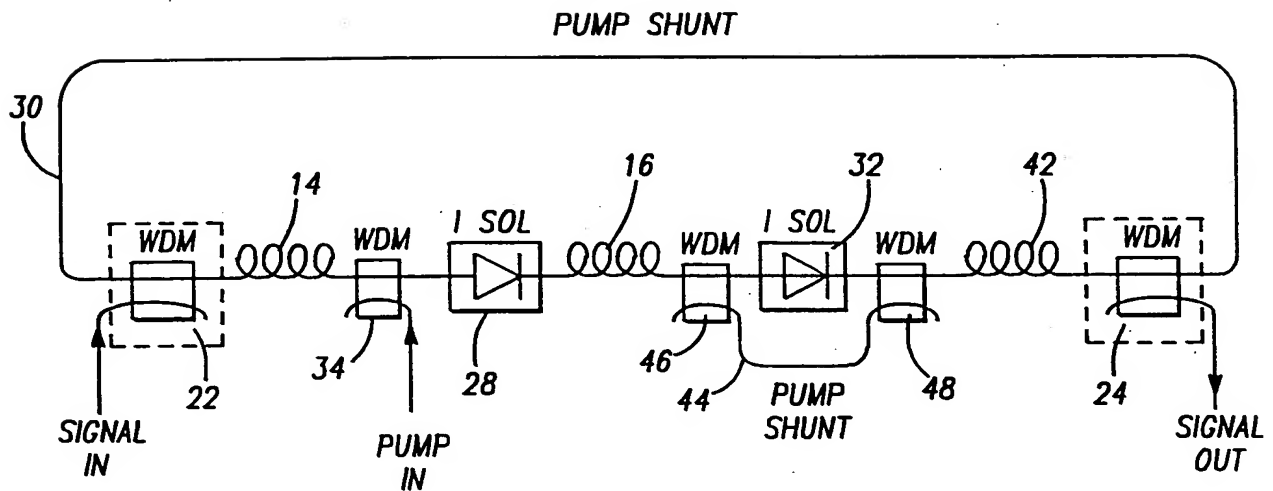 PUMP SHUNT
30
14
16
32
42
WDM
WDM
I SOL
WDM
I SOL
WDM
WDM
22
34
28
46
44
48
24
SIGNAL
IN
PUMP
IN
PUMP
SHUNT
SIGNAL
OUT